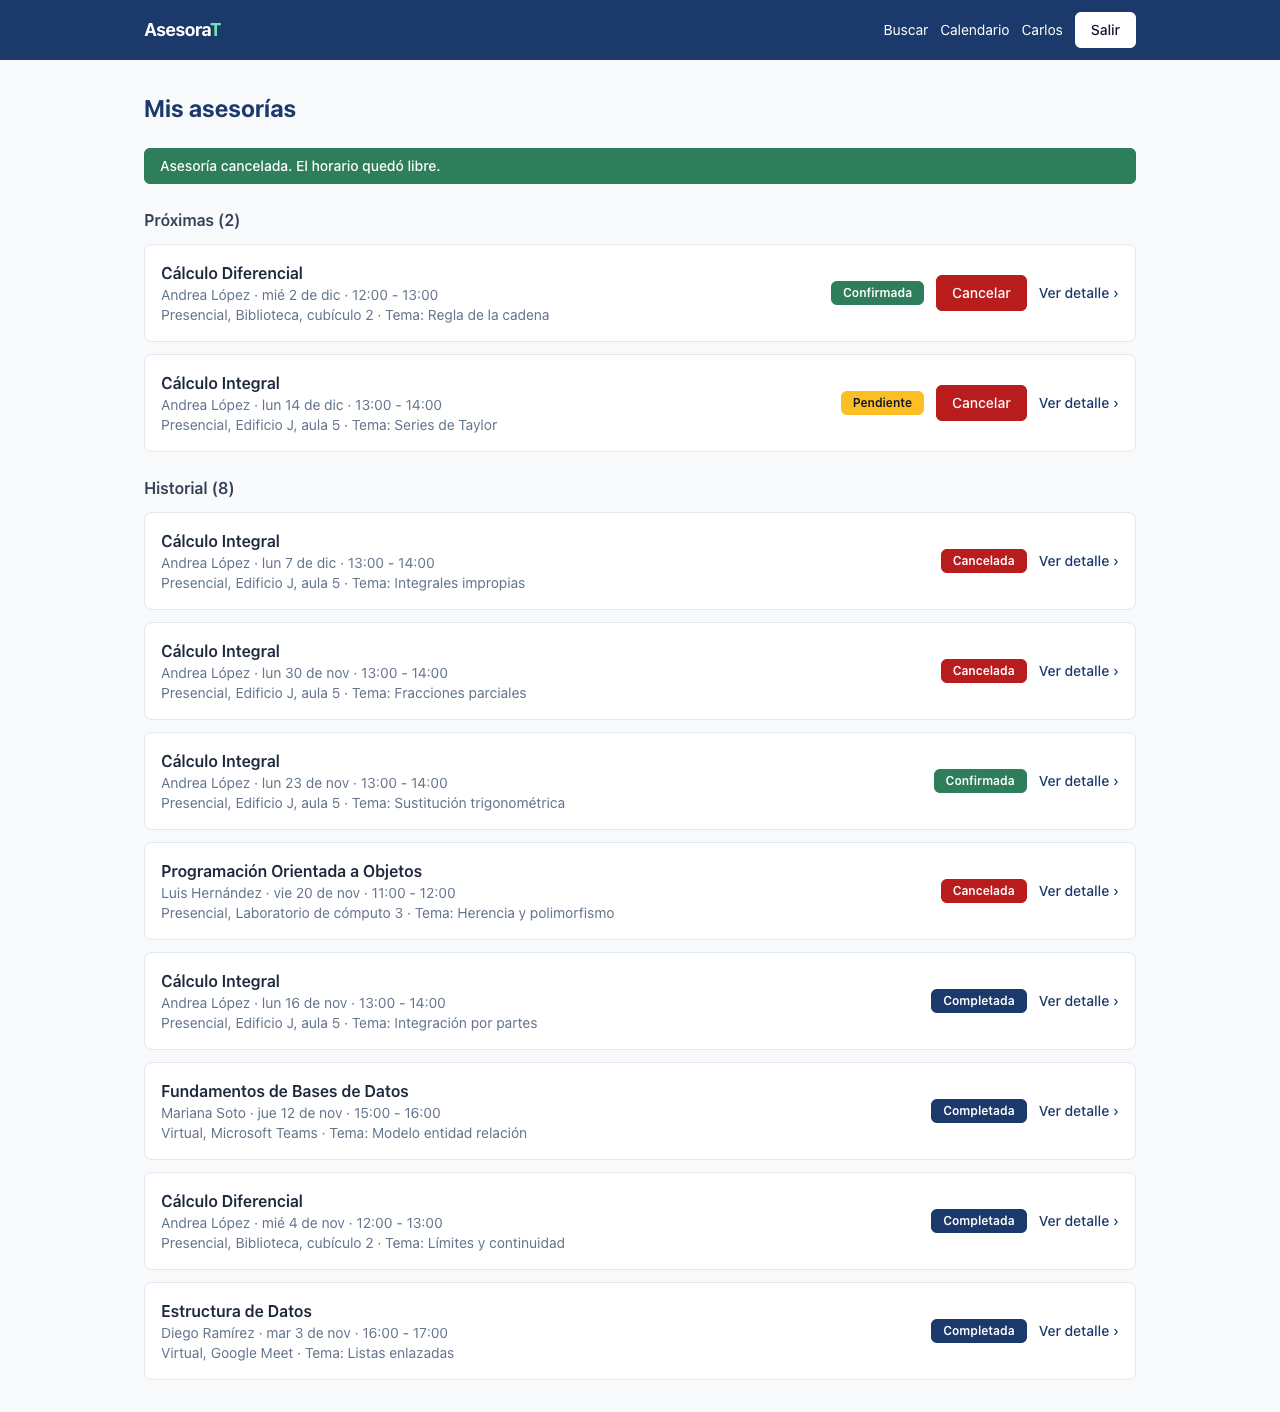 AsesoraT
Buscar Calendario Carlos Salir
Mis asesorías
Asesoría cancelada. El horario quedó libre.
Próximas (2)
Cálculo Diferencial
Andrea López · mié 2 de dic · 12:00 - 13:00
Presencial, Biblioteca, cubículo 2 · Tema: Regla de la cadena
Confirmada Cancelar Ver detalle ›
Cálculo Integral
Andrea López · lun 14 de dic · 13:00 - 14:00
Presencial, Edificio J, aula 5 · Tema: Series de Taylor
Pendiente Cancelar Ver detalle ›
Historial (8)
Cálculo Integral
Andrea López · lun 7 de dic · 13:00 - 14:00
Presencial, Edificio J, aula 5 · Tema: Integrales impropias
Cancelada Ver detalle ›
Cálculo Integral
Andrea López · lun 30 de nov · 13:00 - 14:00
Presencial, Edificio J, aula 5 · Tema: Fracciones parciales
Cancelada Ver detalle ›
Cálculo Integral
Andrea López · lun 23 de nov · 13:00 - 14:00
Presencial, Edificio J, aula 5 · Tema: Sustitución trigonométrica
Confirmada Ver detalle ›
Programación Orientada a Objetos
Luis Hernández · vie 20 de nov · 11:00 - 12:00
Presencial, Laboratorio de cómputo 3 · Tema: Herencia y polimorfismo
Cancelada Ver detalle ›
Cálculo Integral
Andrea López · lun 16 de nov · 13:00 - 14:00
Presencial, Edificio J, aula 5 · Tema: Integración por partes
Completada Ver detalle ›
Fundamentos de Bases de Datos
Mariana Soto · jue 12 de nov · 15:00 - 16:00
Virtual, Microsoft Teams · Tema: Modelo entidad relación
Completada Ver detalle ›
Cálculo Diferencial
Andrea López · mié 4 de nov · 12:00 - 13:00
Presencial, Biblioteca, cubículo 2 · Tema: Límites y continuidad
Completada Ver detalle ›
Estructura de Datos
Diego Ramírez · mar 3 de nov · 16:00 - 17:00
Virtual, Google Meet · Tema: Listas enlazadas
Completada Ver detalle ›